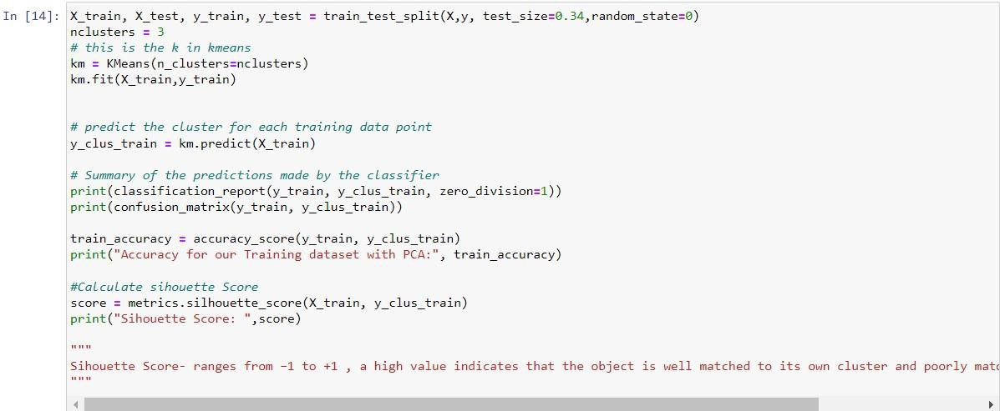 In [14]: X_train, X_test, y_train, y_test = train_test_split(X,y, test_size=0.34,random_state=0)
nclusters = 3
# this is the k in kmeans
km = KMeans(n_clusters=nclusters)
km.fit(X_train,y_train)
# predict the cluster for each training data point
y_clus_train = km.predict(X_train)
# Summary of the predictions made by the classifier
print(classification_report(y_train, y_clus_train, zero_division=1))
print(confusion_matrix(y_train, y_clus_train))
train_accuracy = accuracy_score(y_train, y_clus_train)
print("Accuracy for our Training dataset with PCA:", train_accuracy)
#Calculate sihouette Score
score = metrics.silhouette_score(X_train, y_clus_train)
print("Sihouette Score: ",score)
"""
Sihouette Score- ranges from −1 to +1 , a high value indicates that the object is well matched to its own cluster and poorly
"""